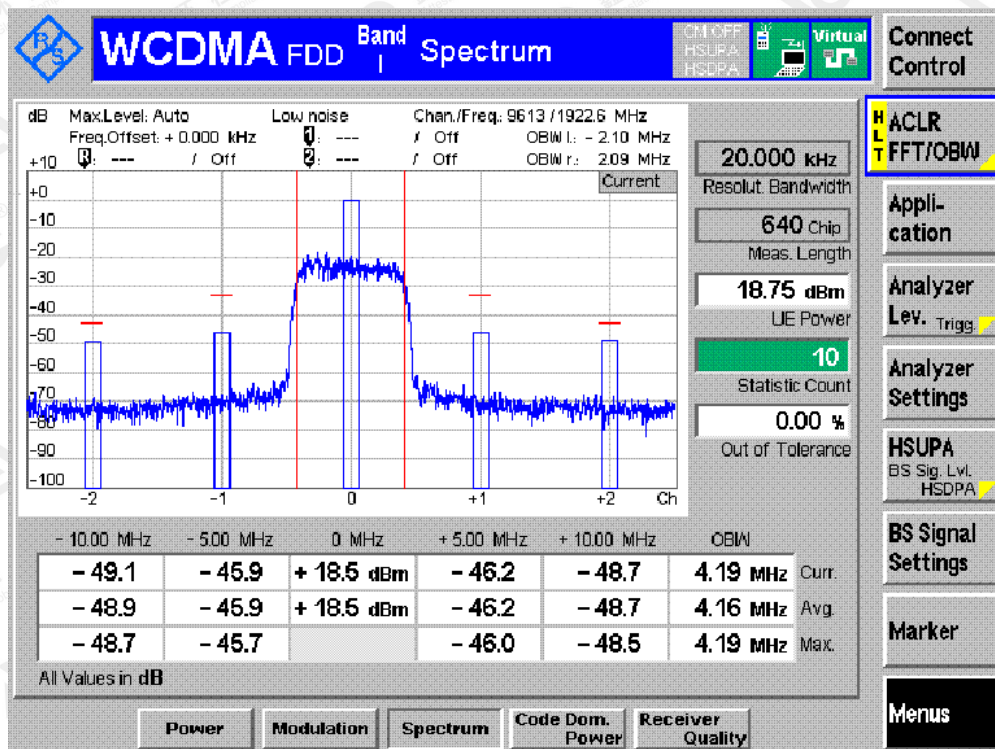 R&S
WCDMA FDD Band I Spectrum
CM OFF
HSUPA
HSDPA
Virtual
Connect Control
dB Max.Level: Auto Low noise Chan./Freq.: 9613 / 1922.6 MHz
Freq.Offset: + 0.000 kHz 1: --- / Off OBW l.: – 2.10 MHz
R: --- / Off 2: --- / Off OBW r.: 2.09 MHz
Current
+10
+0
-10
-20
-30
-40
-50
-60
-70
-80
-90
-100
-2 -1 0 +1 +2 Ch
20.000 kHz
Resolut. Bandwidth
640 Chip
Meas. Length
18.75 dBm
UE Power
10
Statistic Count
0.00 %
Out of Tolerance
– 10.00 MHz – 5.00 MHz 0 MHz + 5.00 MHz + 10.00 MHz OBW
– 49.1 – 45.9 + 18.5 dBm – 46.2 – 48.7 4.19 MHz Curr.
– 48.9 – 45.9 + 18.5 dBm – 46.2 – 48.7 4.16 MHz Avg.
– 48.7 – 45.7 – 46.0 – 48.5 4.19 MHz Max.
All Values in dB
HLT
ACLR
FFT/OBW
Appli-
cation
Analyzer
Lev. Trigg.
Analyzer
Settings
HSUPA
BS Sig. Lvl.
HSDPA
BS Signal
Settings
Marker
Menus
Power Modulation Spectrum Code Dom. Power Receiver Quality